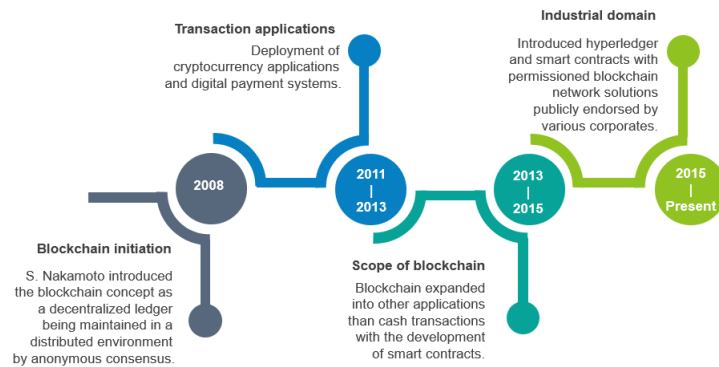 Transaction applications
Deployment of
cryptocurrency applications
and digital payment systems.
Industrial domain
Introduced hyperledger
and smart contracts with
permissioned blockchain
network solutions
publicly endorsed by
various corporates.
2008
2011
|
2013
2013
|
2015
2015
|
Present
Blockchain initiation
S. Nakamoto introduced
the blockchain concept as
a decentralized ledger
being maintained in a
distributed environment
by anonymous consensus.
Scope of blockchain
Blockchain expanded
into other applications
than cash transactions
with the development
of smart contracts.